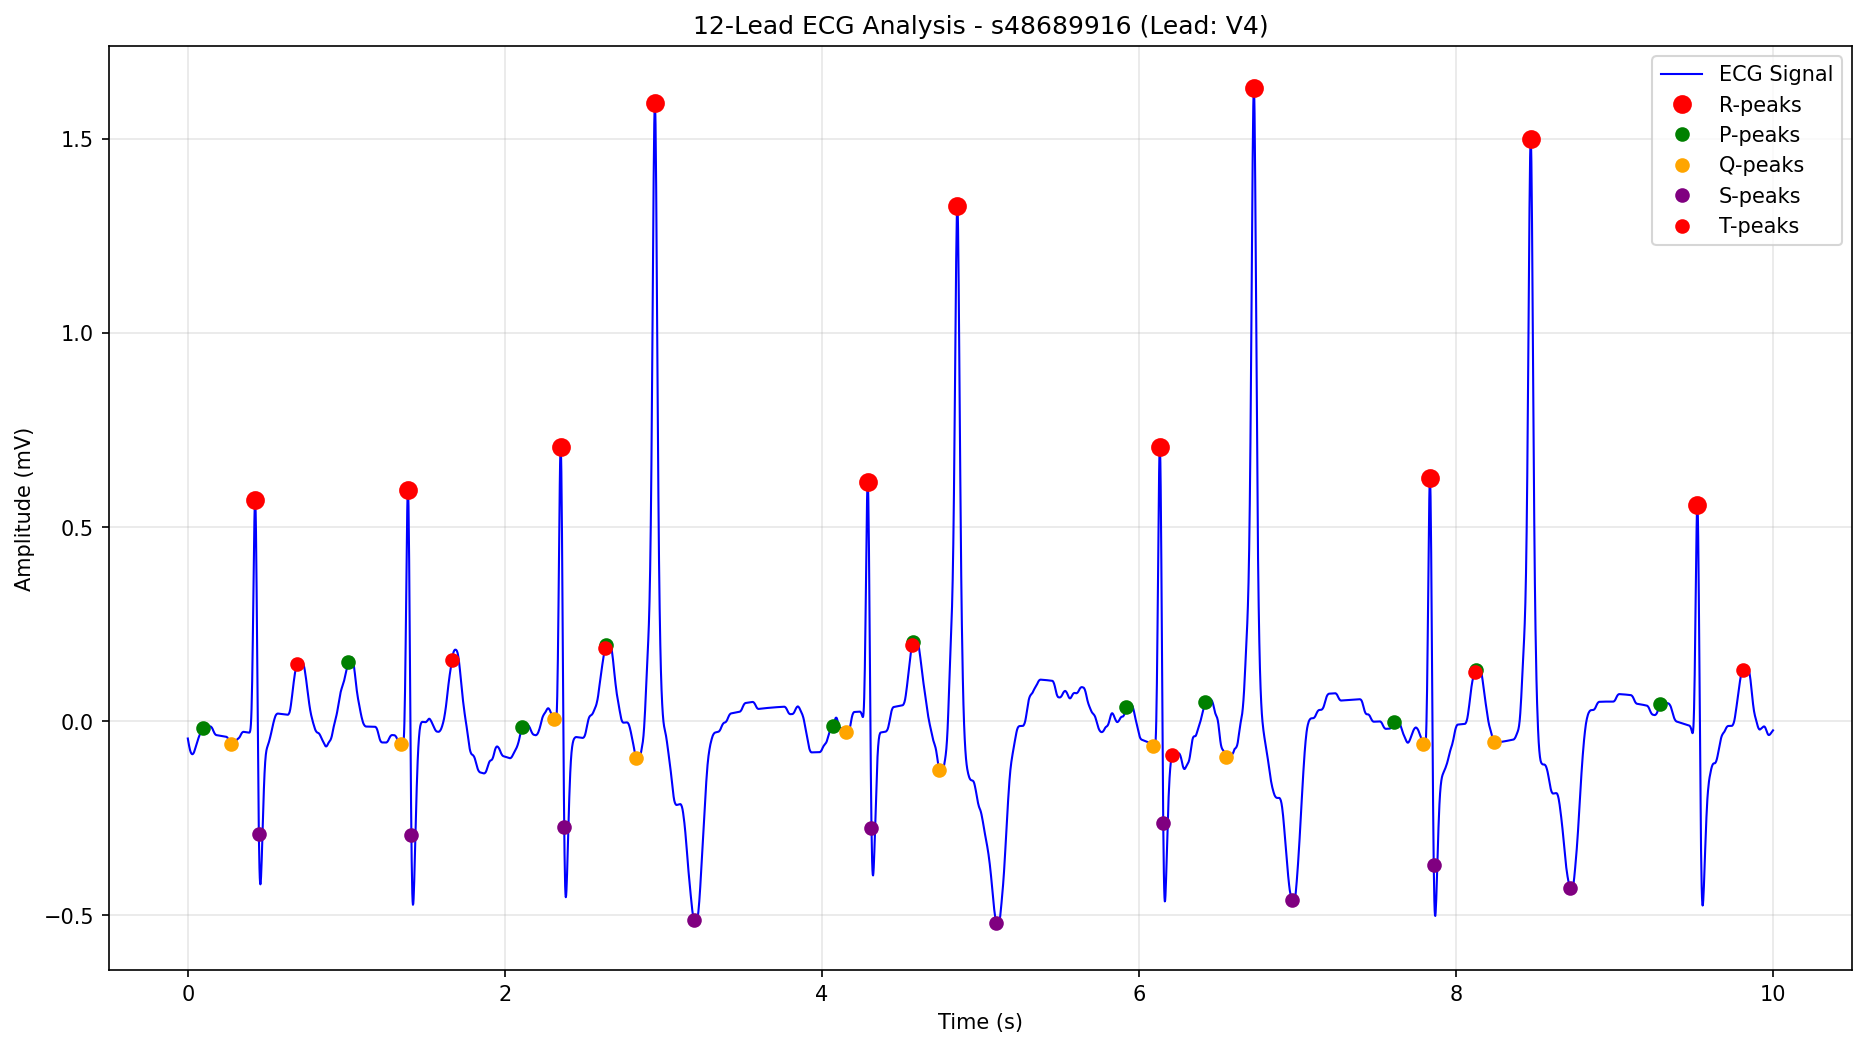 12-Lead ECG Analysis - s48689916 (Lead: V4)
ECG Signal
R-peaks
P-peaks
Q-peaks
S-peaks
T-peaks
Amplitude (mV)
1.5
1.0
0.5
0.0
−0.5
0 2 4 6 8 10
Time (s)